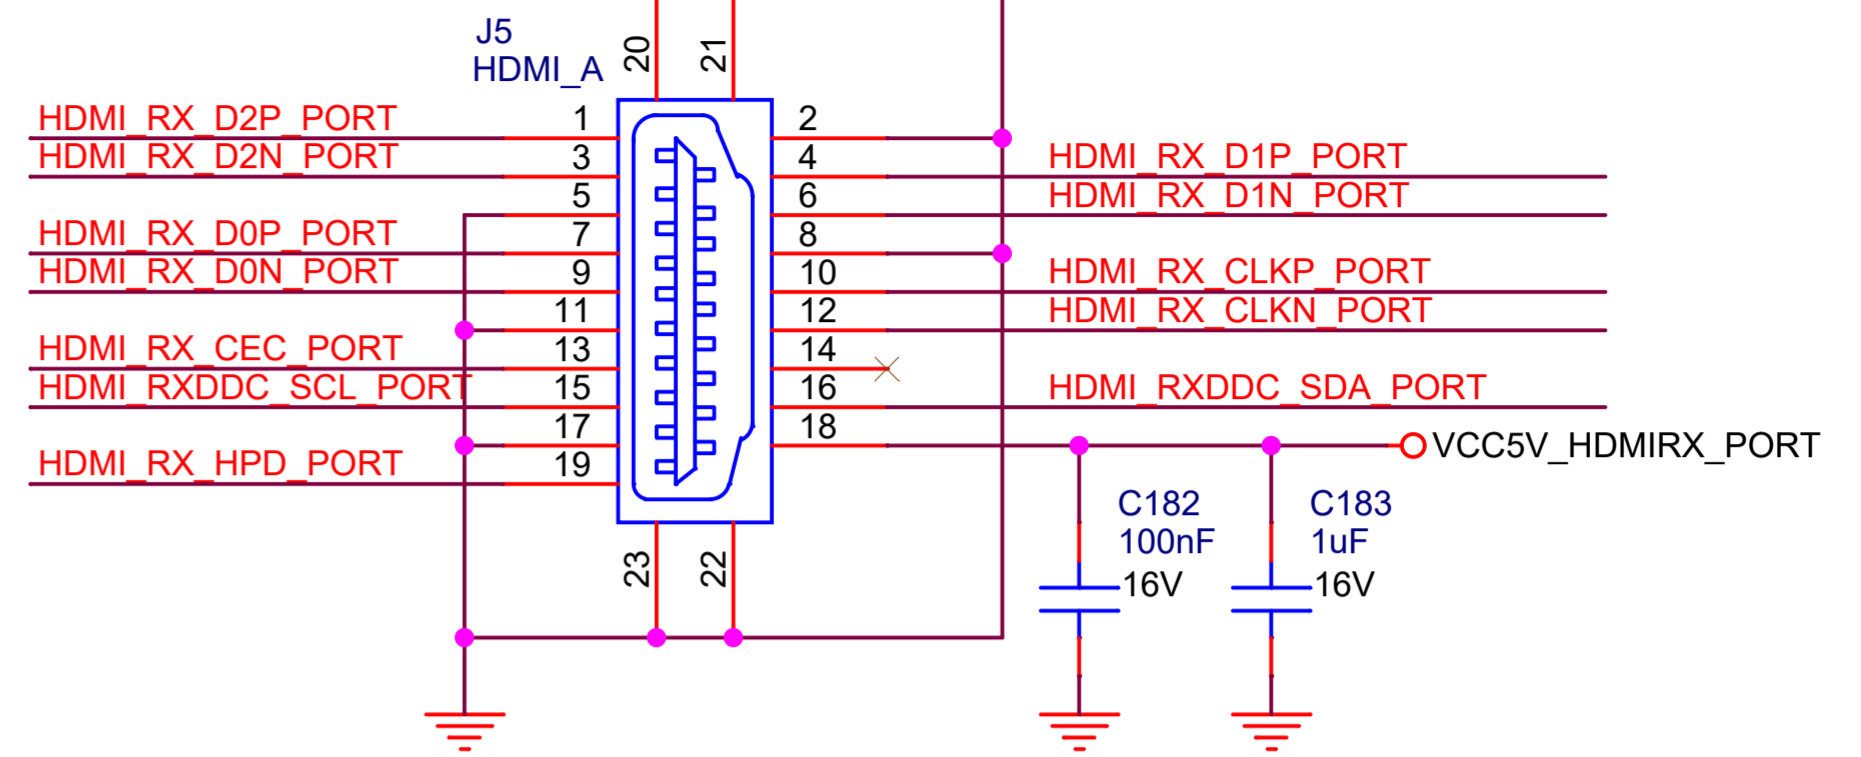 J5
HDMI_A
20
21
HDMI_RX_D2P_PORT 1
2
HDMI_RX_D2N_PORT 3
4 HDMI_RX_D1P_PORT
5
6 HDMI_RX_D1N_PORT
HDMI_RX_D0P_PORT 7
8
HDMI_RX_D0N_PORT 9
10 HDMI_RX_CLKP_PORT
11
12 HDMI_RX_CLKN_PORT
HDMI_RX_CEC_PORT 13
14
HDMI_RXDDC_SCL_PORT 15
16 HDMI_RXDDC_SDA_PORT
17
18 VCC5V_HDMIRX_PORT
HDMI_RX_HPD_PORT 19
23
22
C182
100nF
16V
C183
1uF
16V